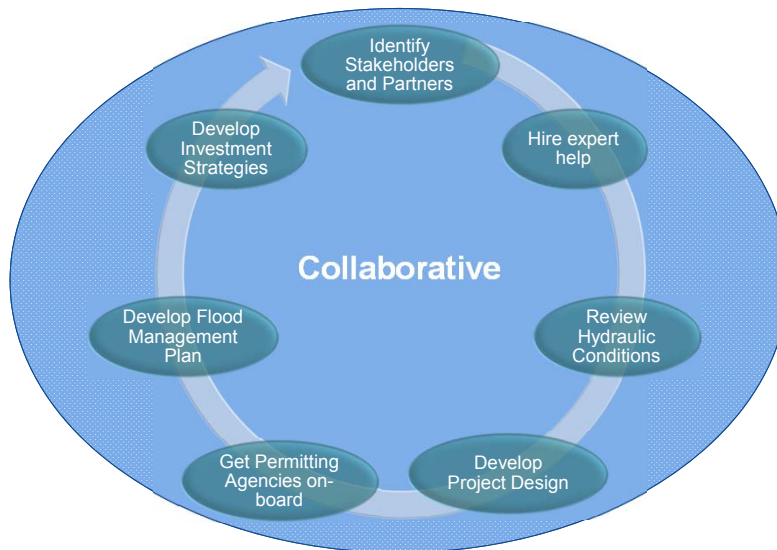 Identify
Stakeholders
and Partners
Hire expert
help
Review
Hydraulic
Conditions
Develop
Project Design
Get Permitting
Agencies on-
board
Develop Flood
Management
Plan
Develop
Investment
Strategies
Collaborative